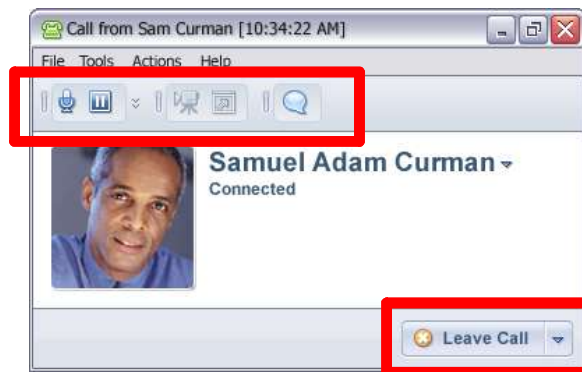 Call from Sam Curman [10:34:22 AM]
File Tools Actions Help
Samuel Adam Curman
Connected
Leave Call